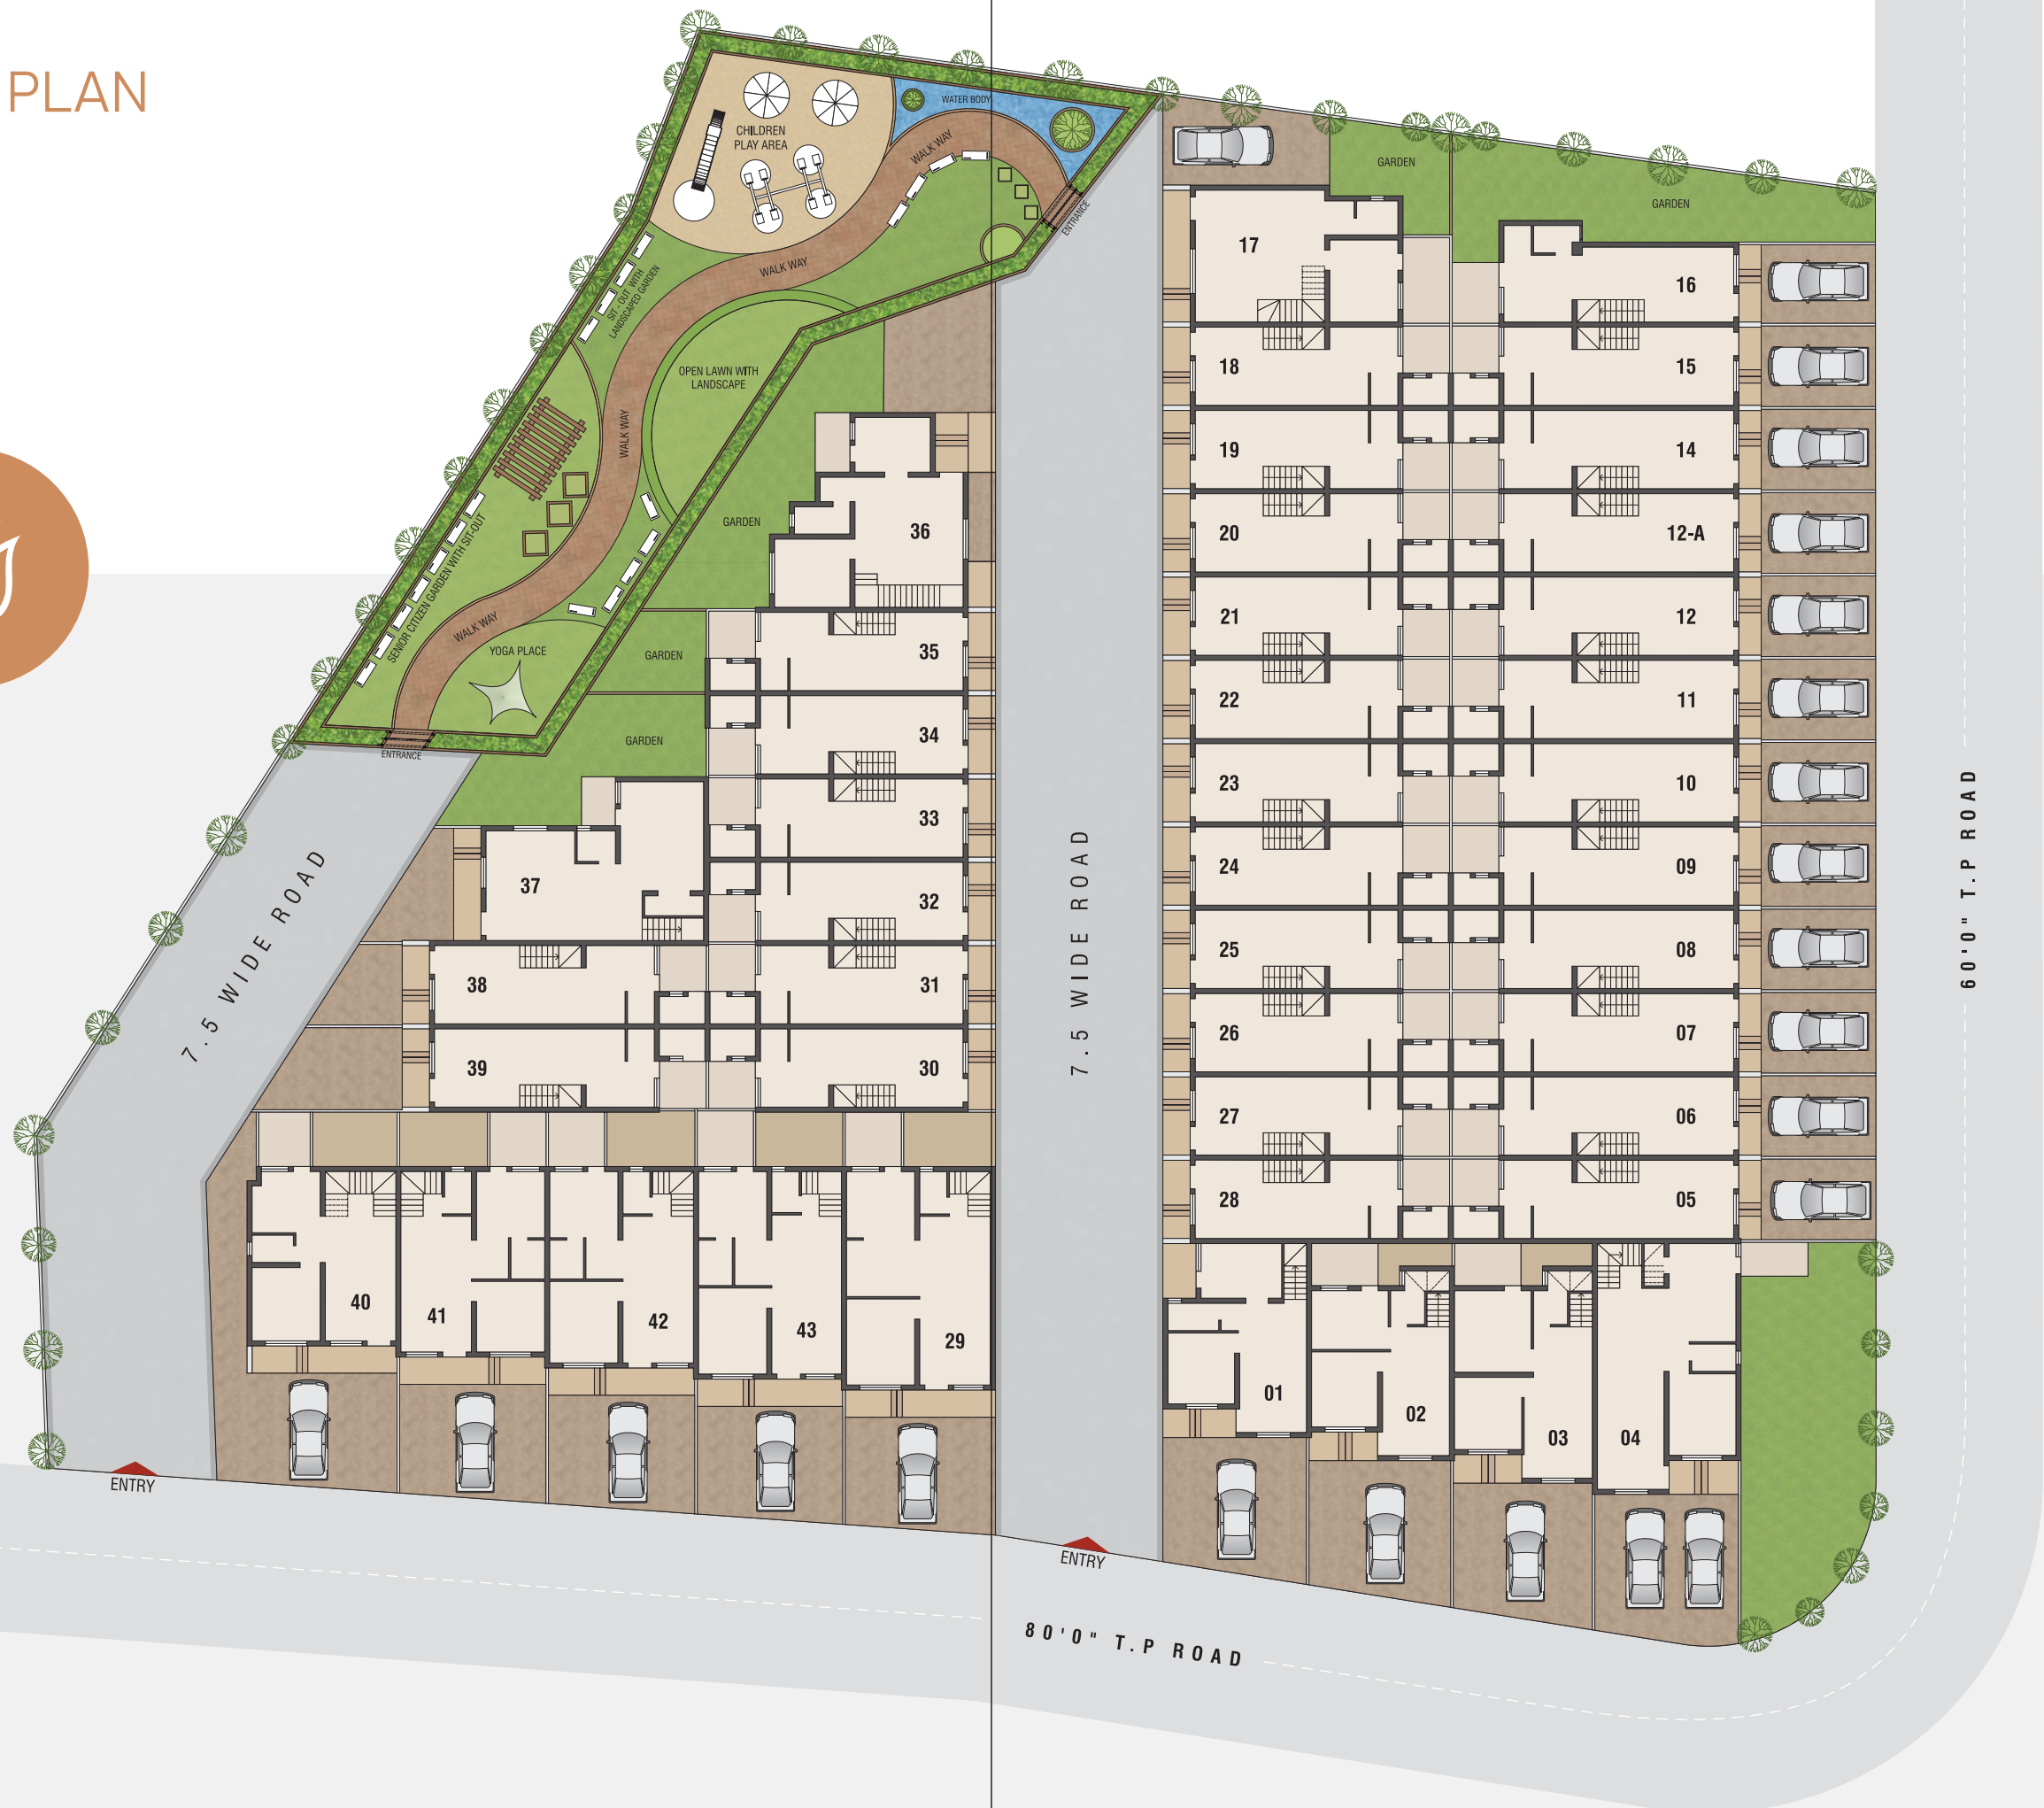 PLAN
CHILDREN
PLAY AREA
WATER BODY
WALK WAY
ENTRANCE
WALK WAY
SIT - OUT WITH
LANDSCAPED GARDEN
OPEN LAWN WITH
LANDSCAPE
WALK WAY
SENIOR CITIZEN GARDEN WITH SIT-OUT
WALK WAY
YOGA PLACE
ENTRANCE
GARDEN
GARDEN
GARDEN
GARDEN
GARDEN
36
35
34
33
32
31
30
37
38
39
40
41
42
43
29
17
18
19
20
21
22
23
24
25
26
27
28
16
15
14
12-A
12
11
10
09
08
07
06
05
01
02
03
04
7.5 WIDE ROAD
7.5 WIDE ROAD
60'0" T.P ROAD
ENTRY
ENTRY
80'0" T.P ROAD